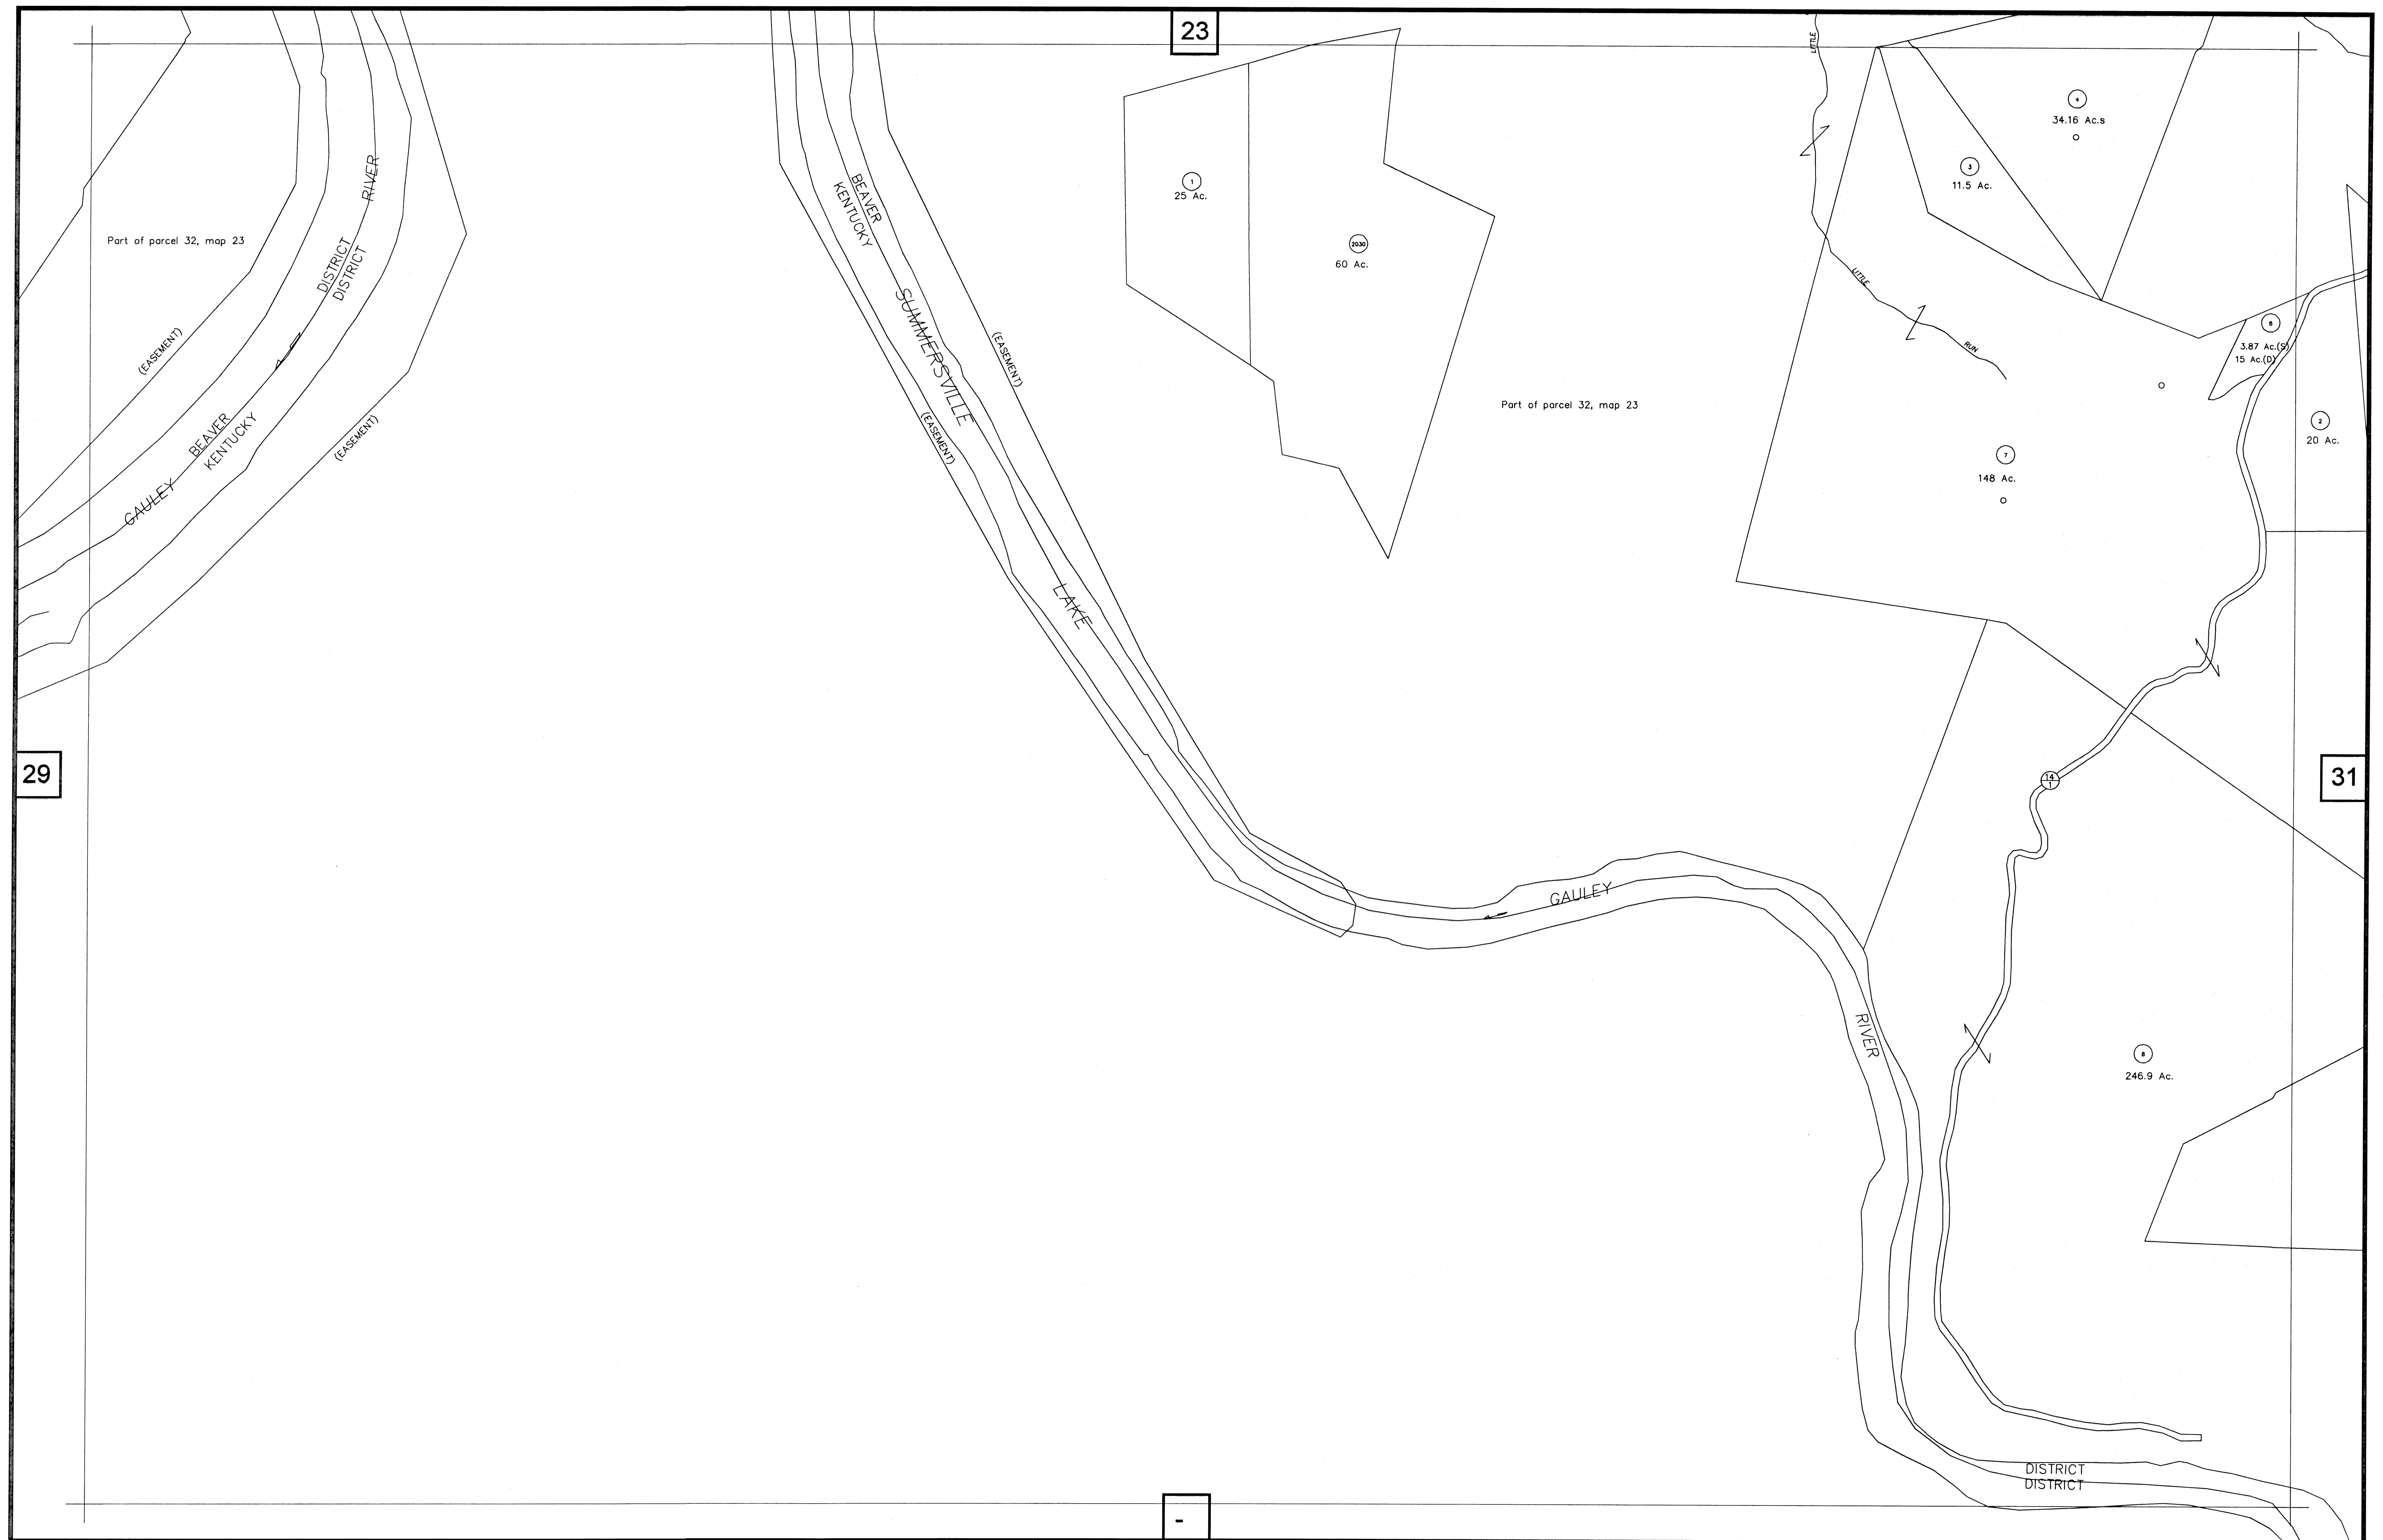 23
LITTLE
4
34.16 Ac.s
3
11.5 Ac.
1
25 Ac.
RIVER
BEAVER
KENTUCKY
Part of parcel 32, map 23
2030
60 Ac.
DISTRICT
DISTRICT
LITTLE
RUN
SUMMERSVILLE
(EASEMENT)
(EASEMENT)
3.87 Ac.(S)
15 Ac.(D)
Part of parcel 32, map 23
2
20 Ac.
BEAVER
KENTUCKY
(EASEMENT)
(EASEMENT)
7
148 Ac.
GAULEY
LAKE
29
14
1
31
GAULEY
RIVER
8
246.9 Ac.
DISTRICT
DISTRICT
-